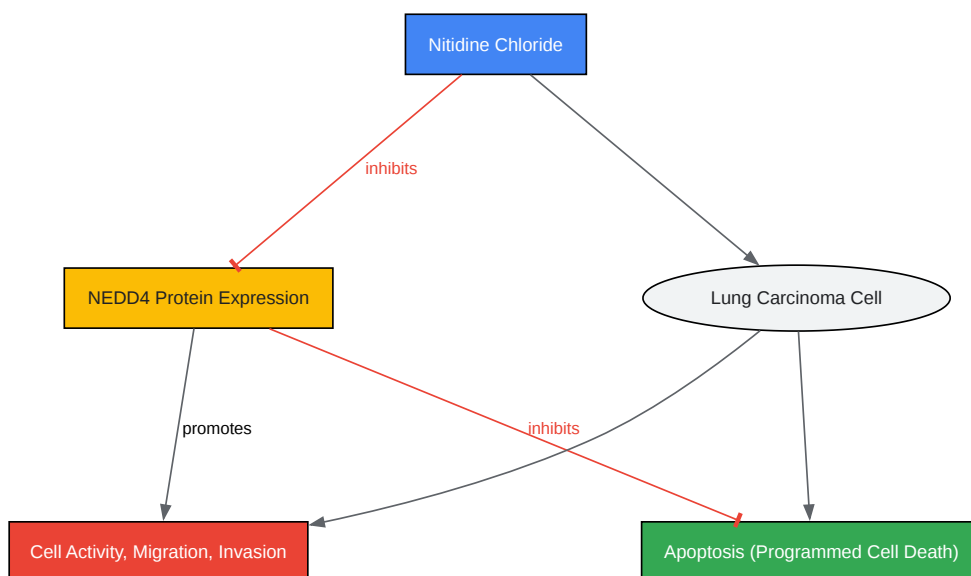 Nitidine Chloride
inhibits
NEDD4 Protein Expression
Lung Carcinoma Cell
promotes
inhibits
Cell Activity, Migration, Invasion
Apoptosis (Programmed Cell Death)